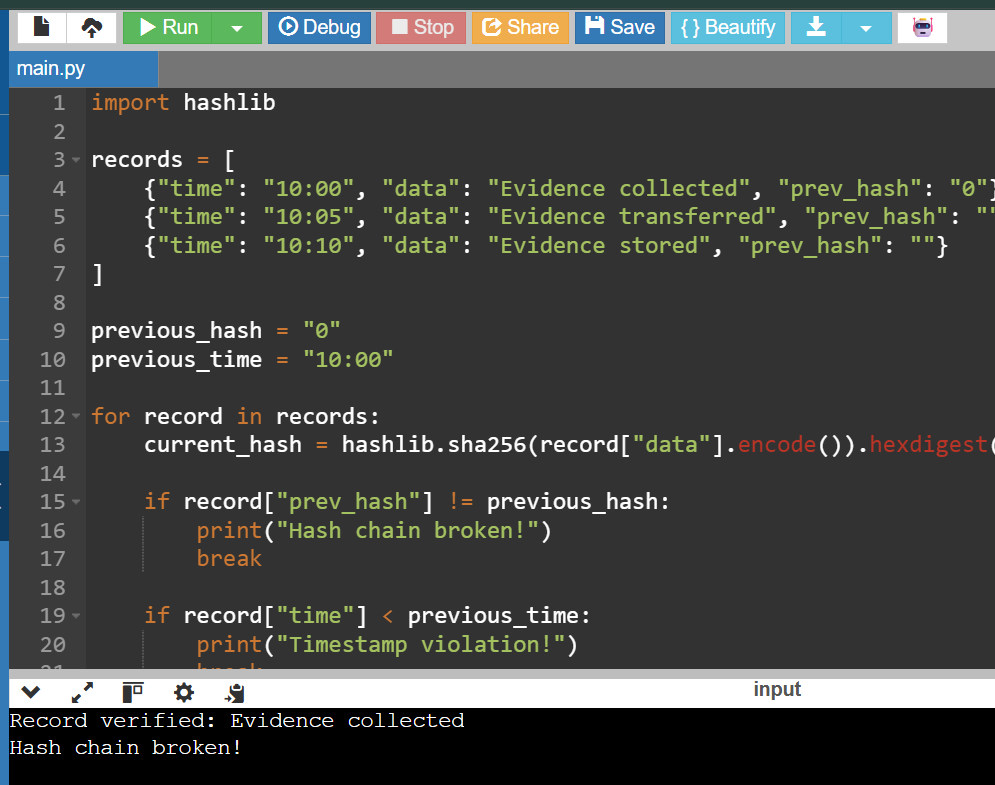 Run Debug Stop Share Save { } Beautify
main.py
1 import hashlib
2
3 records = [
4     {"time": "10:00", "data": "Evidence collected", "prev_hash": "0"}
5     {"time": "10:05", "data": "Evidence transferred", "prev_hash": ""
6     {"time": "10:10", "data": "Evidence stored", "prev_hash": ""}
7 ]
8
9 previous_hash = "0"
10 previous_time = "10:00"
11
12 for record in records:
13     current_hash = hashlib.sha256(record["data"].encode()).hexdigest(
14
15     if record["prev_hash"] != previous_hash:
16         print("Hash chain broken!")
17         break
18
19     if record["time"] < previous_time:
20         print("Timestamp violation!")
21         break
input
Record verified: Evidence collected
Hash chain broken!